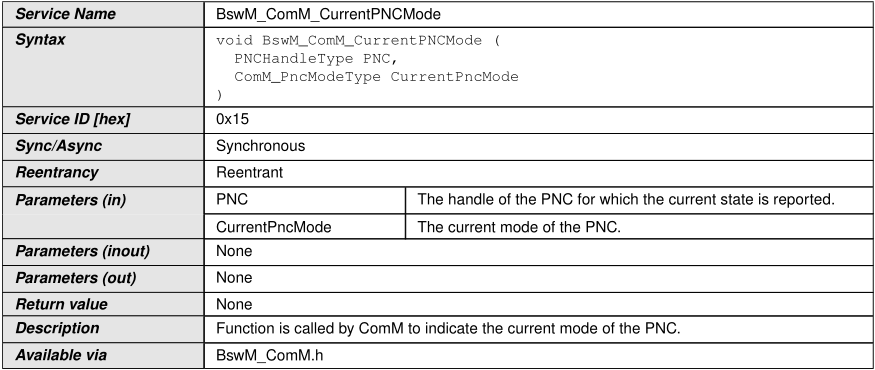 Service Name BswM_ComM_CurrentPNCMode
Syntax void BswM_ComM_CurrentPNCMode (
PNCHandleType PNC,
ComM_PncModeType CurrentPncMode
)
Service ID [hex] 0x15
Sync/Async Synchronous
Reentrancy Reentrant
Parameters (in) PNC The handle of the PNC for which the current state is reported.
CurrentPncMode The current mode of the PNC.
Parameters (inout) None
Parameters (out) None
Return value None
Description Function is called by ComM to indicate the current mode of the PNC.
Available via BswM_ComM.h